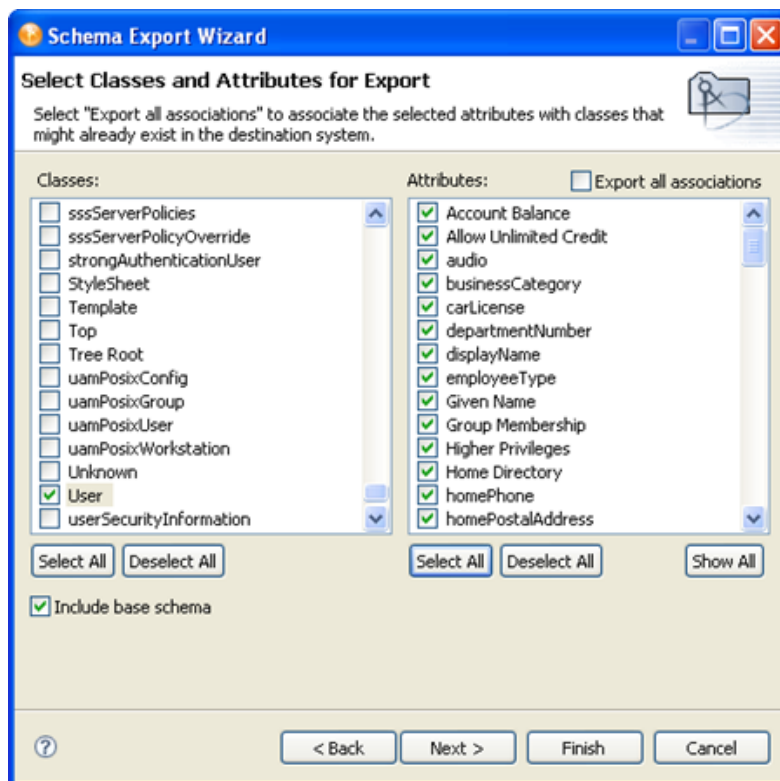 Schema Export Wizard
Select Classes and Attributes for Export
Select "Export all associations" to associate the selected attributes with classes that
might already exist in the destination system.
Classes:
sssServerPolicies
sssServerPolicyOverride
strongAuthenticationUser
StyleSheet
Template
Top
Tree Root
uamPosixConfig
uamPosixGroup
uamPosixUser
uamPosixWorkstation
Unknown
User
userSecurityInformation
Select All
Deselect All
Attributes:
Export all associations
Account Balance
Allow Unlimited Credit
audio
businessCategory
carLicense
departmentNumber
displayName
employeeType
Given Name
Group Membership
Higher Privileges
Home Directory
homePhone
homePostalAddress
Select All
Deselect All
Show All
Include base schema
?
< Back
Next >
Finish
Cancel